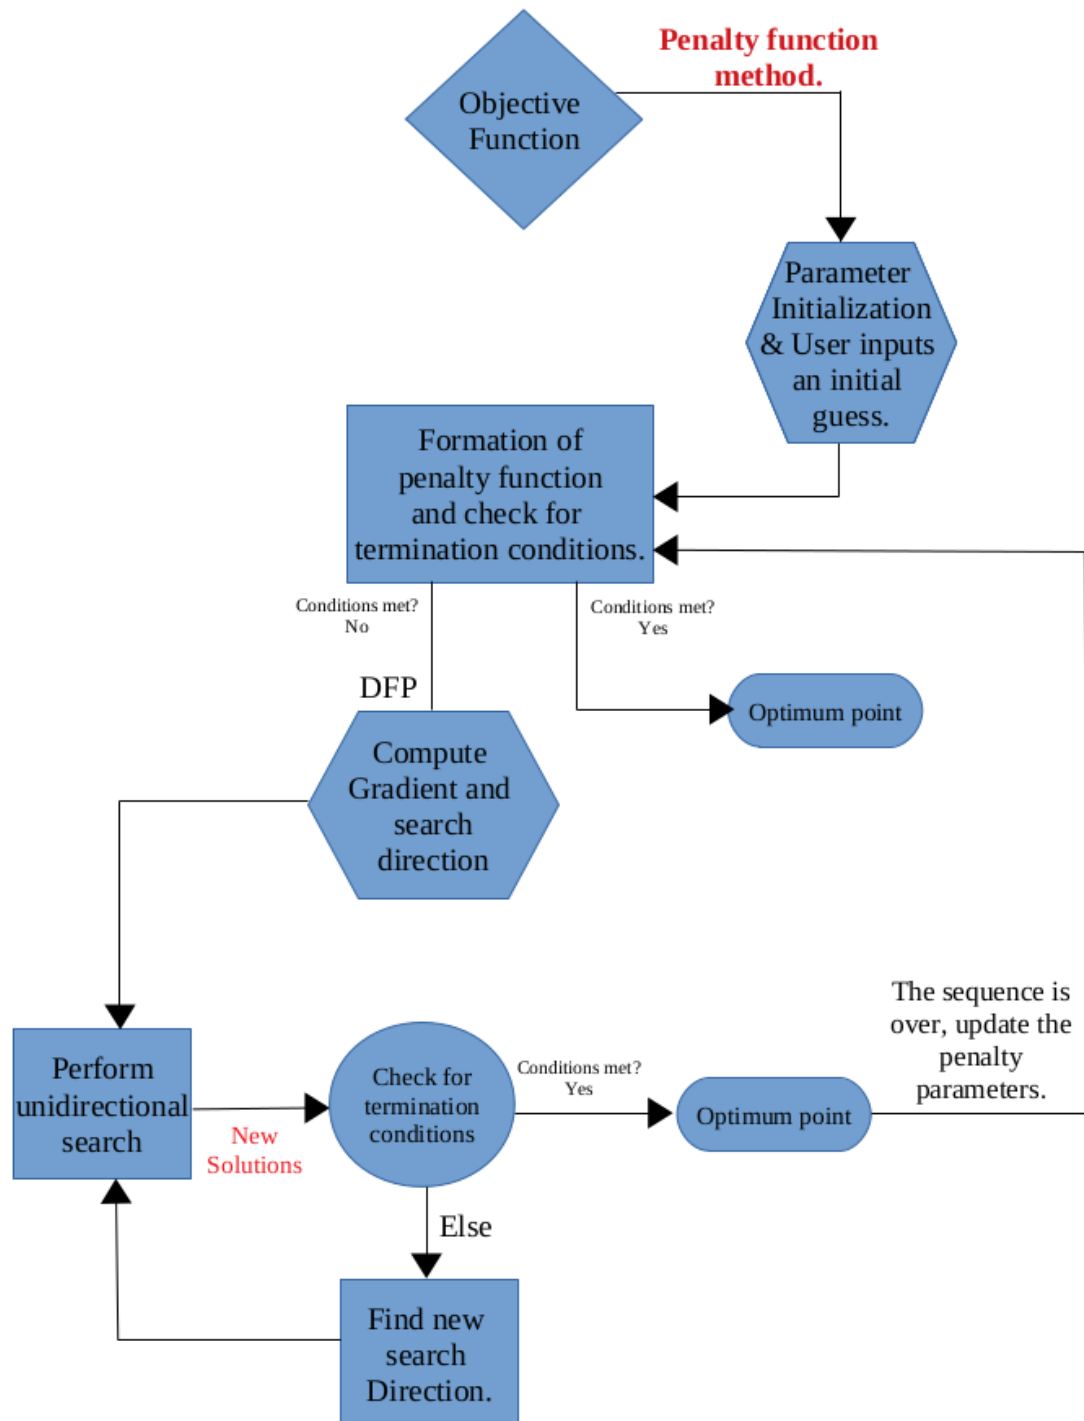 Penalty function
method.
Objective
Function
Parameter
Initialization
& User inputs
an initial
guess.
Formation of
penalty function
and check for
termination conditions.
Conditions met?
No
Conditions met?
Yes
DFP
Optimum point
Compute
Gradient and
search
direction
The sequence is
over, update the
penalty
parameters.
Perform
unidirectional
search
New
Solutions
Check for
termination
conditions
Conditions met?
Yes
Optimum point
Else
Find new
search
Direction.